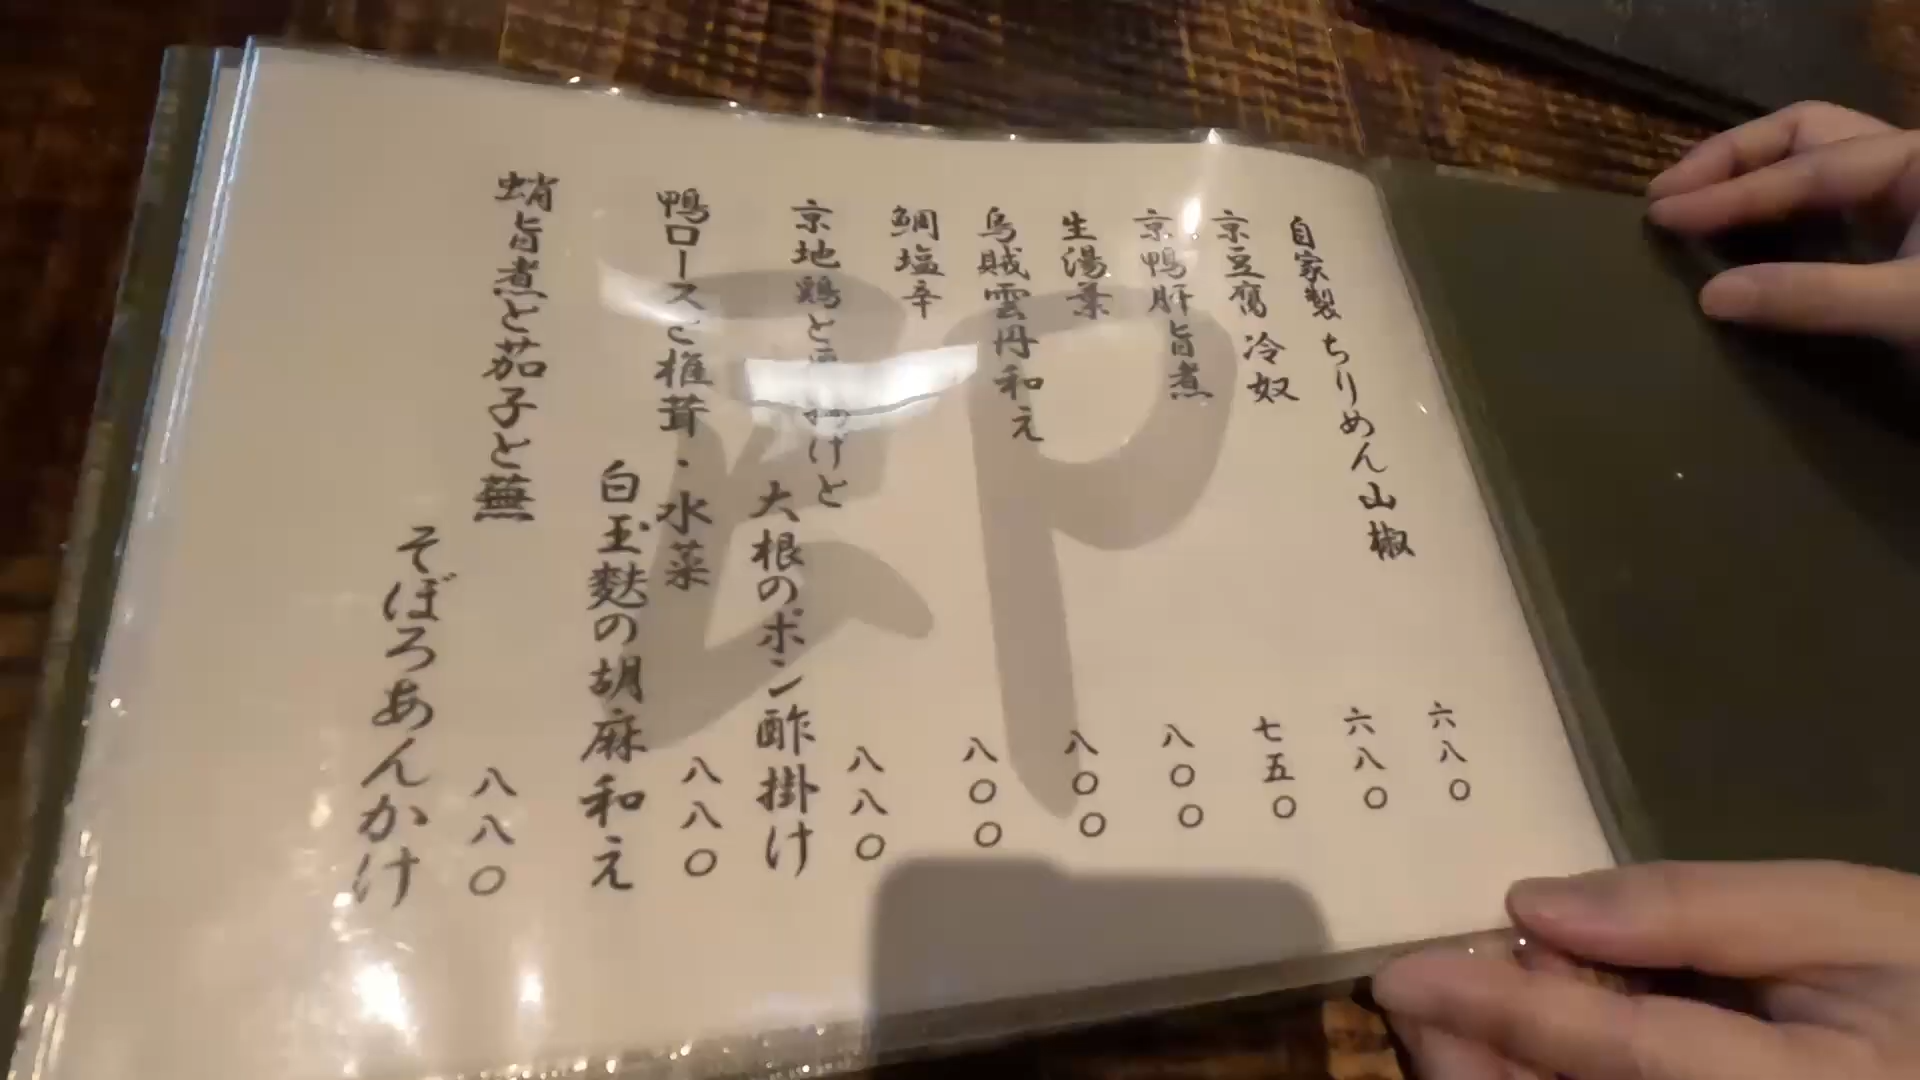 自家製 ちりめん山椒
六八〇
京豆腐 冷奴
六八〇
京鴨肝旨煮
七五〇
生湯葉
八〇〇
烏賊雲丹和え
八〇〇
鯛塩辛
八〇〇
京地鶏と 揚げと
大根のポン酢掛け
八八〇
鴨ロースと椎茸・水菜
白玉麩の胡麻和え
八八〇
蛸旨煮と茄子と蕪
そぼろあんかけ
八八〇
即